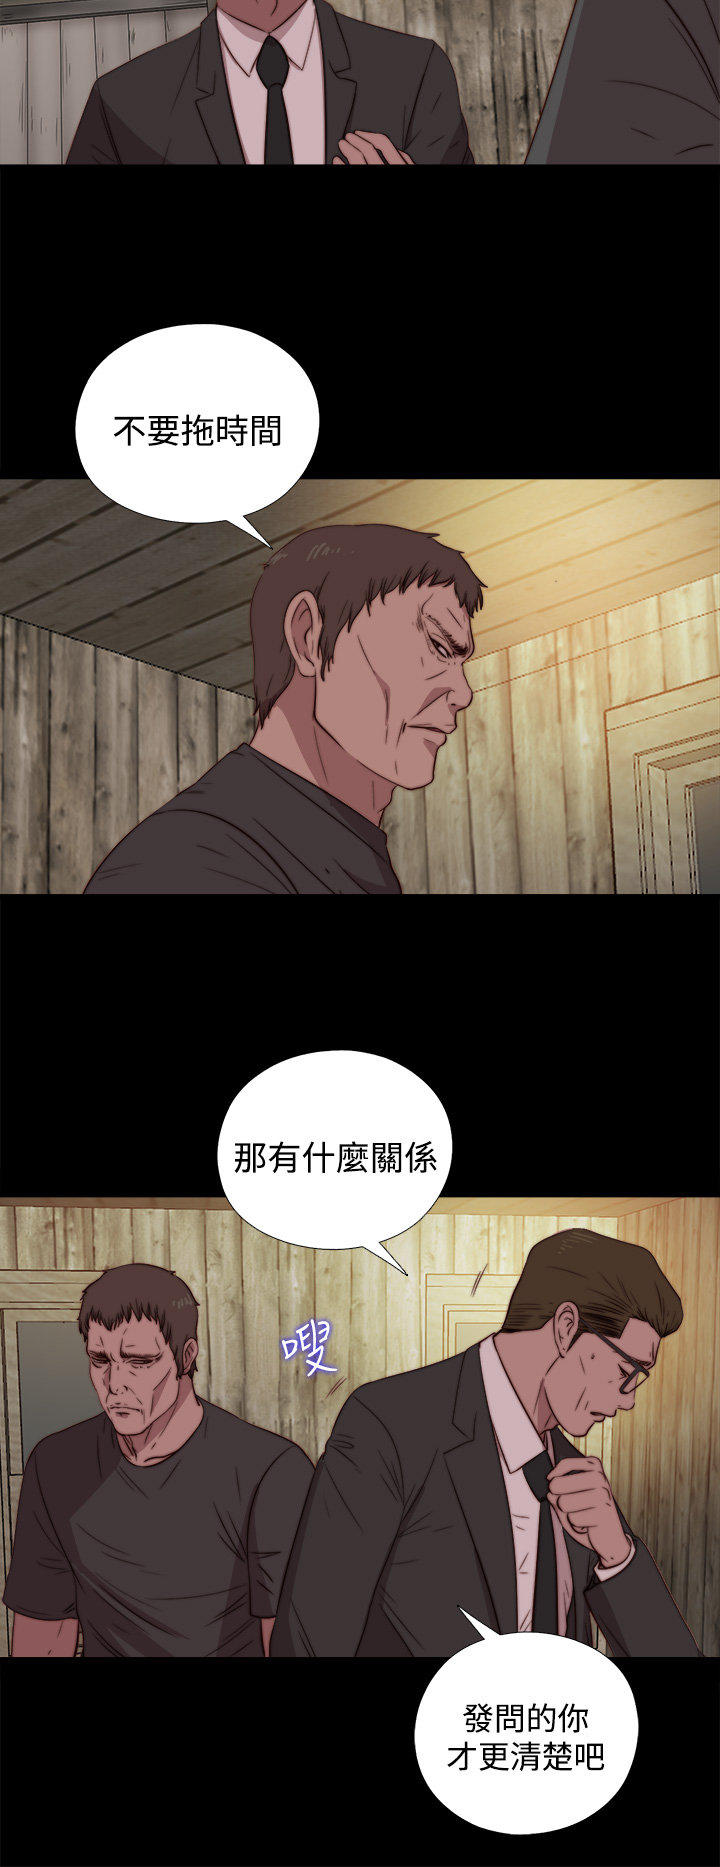 不要拖時間
那有什麼關係
嗖
發問的你
才更清楚吧